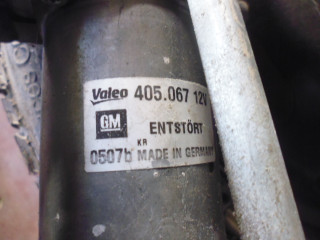 Valeo 405.067 12V
GM ENTSTÖRT
KR
0507b MADE IN GERMANY